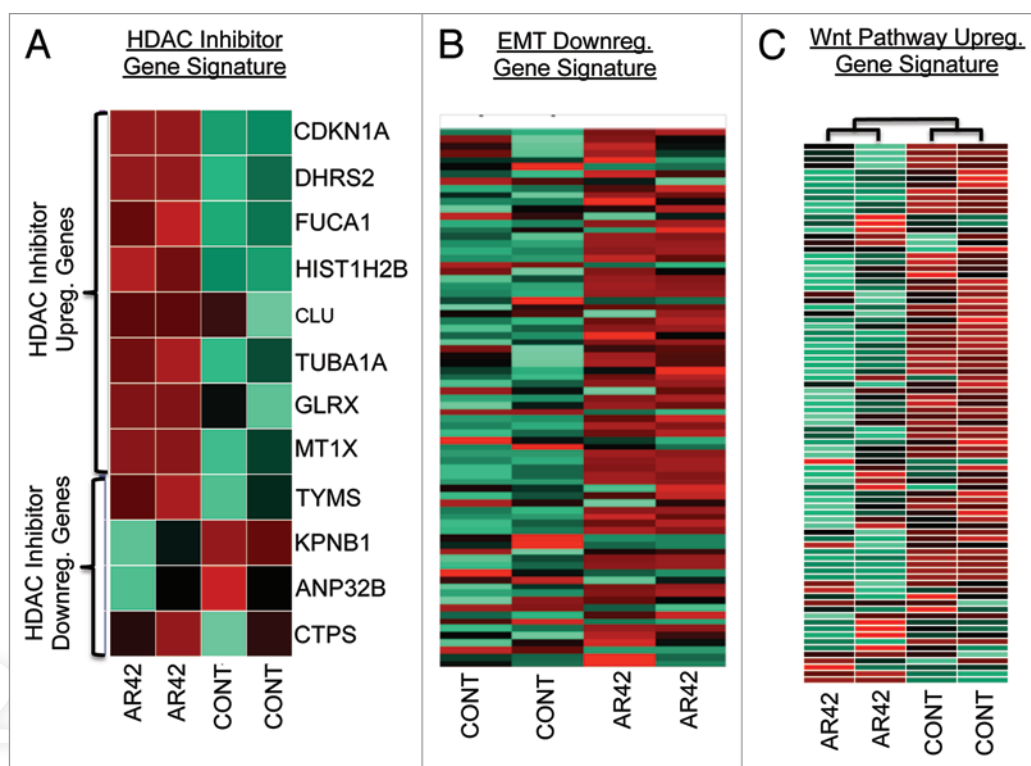 A
HDAC Inhibitor
Gene Signature
HDAC Inhibitor
Upreg. Genes
HDAC Inhibitor
Downreg. Genes
CDKN1A
DHRS2
FUCA1
HIST1H2B
CLU
TUBA1A
GLRX
MT1X
TYMS
KPNB1
ANP32B
CTPS
AR42
AR42
CONT
CONT
B
EMT Downreg.
Gene Signature
CONT
CONT
AR42
AR42
C
Wnt Pathway Upreg.
Gene Signature
AR42
AR42
CONT
CONT